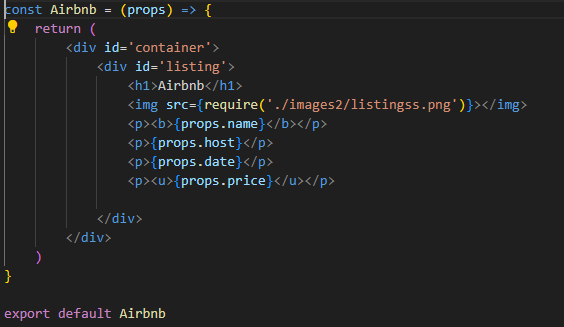 const Airbnb = (props) => {
return (
<div id='container'>
<div id='listing'>
<h1>Airbnb</h1>
<img src={require('./images2/listingss.png')}></img>
<p><b>{props.name}</b></p>
<p>{props.host}</p>
<p>{props.date}</p>
<p><u>{props.price}</u></p>
</div>
</div>
)
}
export default Airbnb